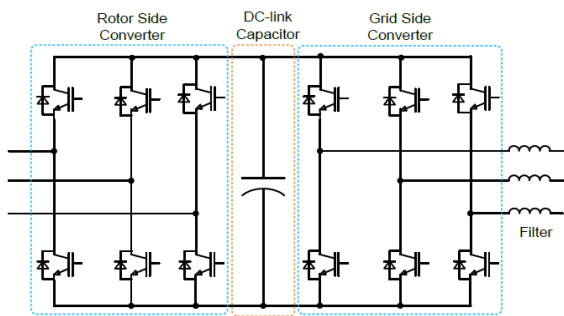 Rotor Side
Converter
DC-link
Capacitor
Grid Side
Converter
Filter